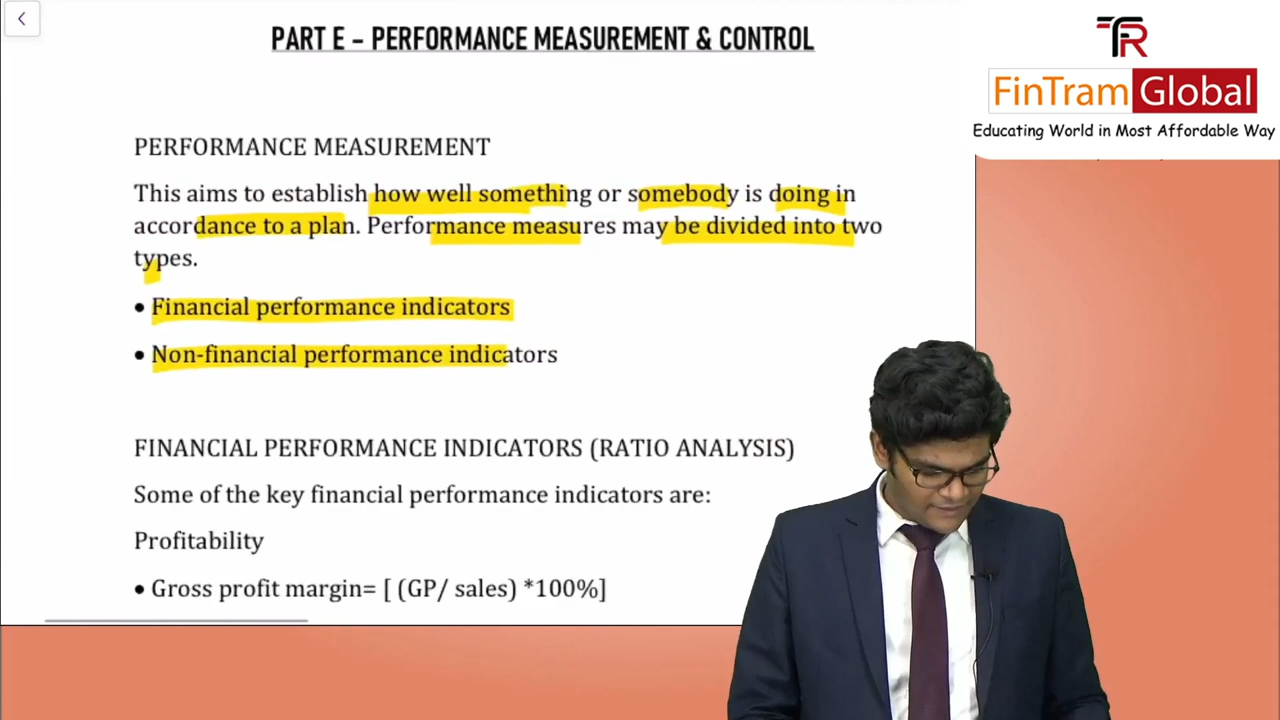 PART E – PERFORMANCE MEASUREMENT & CONTROL
FR
FinTram Global
Educating World in Most Affordable Way
PERFORMANCE MEASUREMENT
This aims to establish how well something or somebody is doing in
accordance to a plan. Performance measures may be divided into two
types.
• Financial performance indicators
• Non-financial performance indicators
FINANCIAL PERFORMANCE INDICATORS (RATIO ANALYSIS)
Some of the key financial performance indicators are:
Profitability
• Gross profit margin= [ (GP/ sales) *100%]